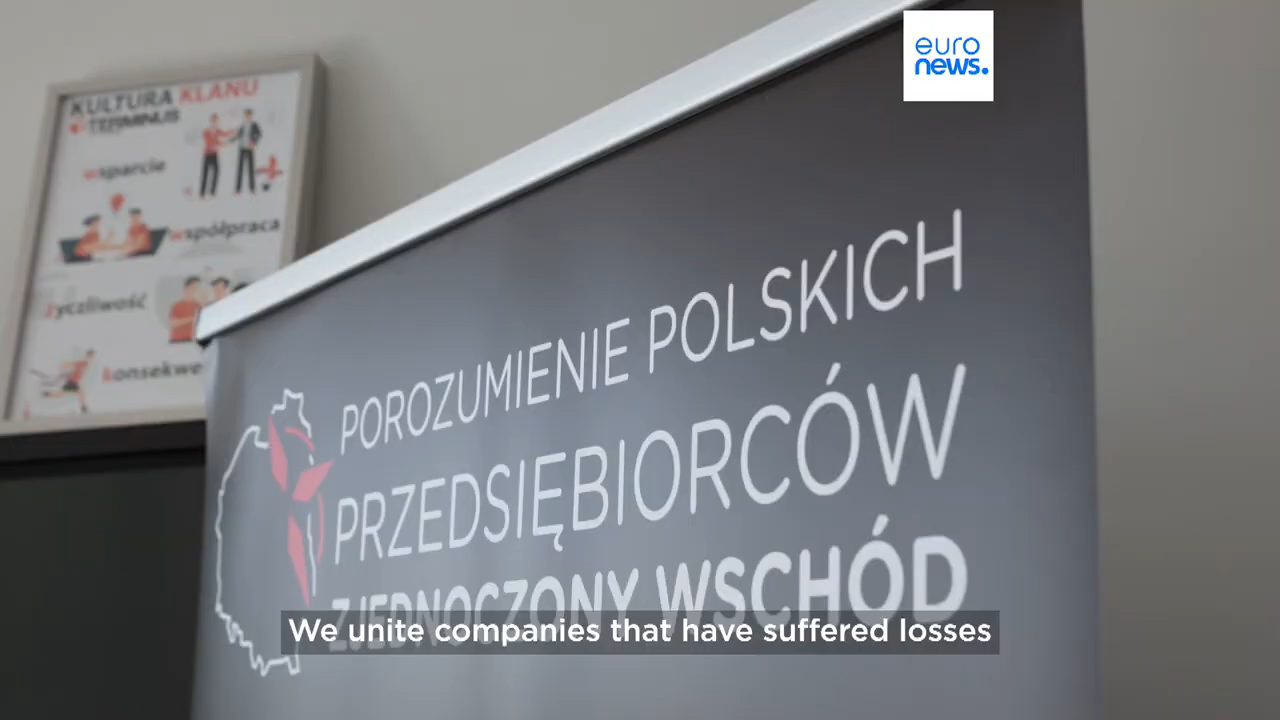 euro
news.
KULTURA KLANU
TERMINUS
wsparcie
współpraca
życzliwość
konsekwe
POROZUMIENIE POLSKICH
PRZEDSIĘBIORCÓW
ZJEDNOCZONY WSCHÓD
We unite companies that have suffered losses